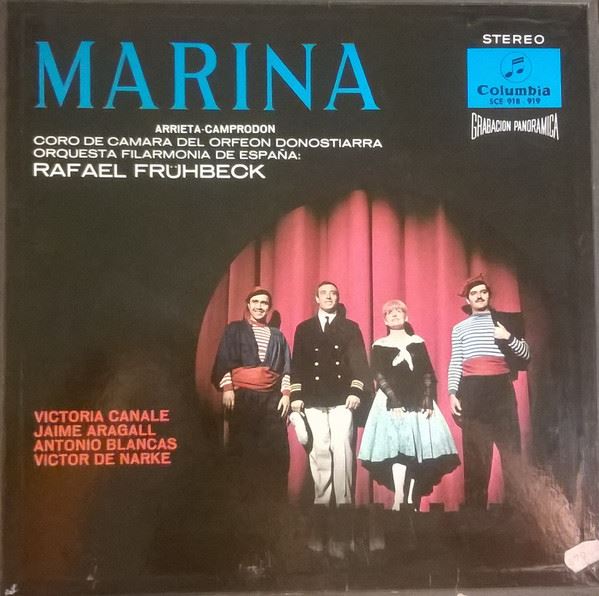 MARINA
STEREO
Columbia
SCE 918 - 919
GRABACION PANORAMICA
ARRIETA-CAMPRODON
CORO DE CAMARA DEL ORFEON DONOSTIARRA
ORQUESTA FILARMONIA DE ESPAÑA:
RAFAEL FRÜHBECK
VICTORIA CANALE
JAIME ARAGALL
ANTONIO BLANCAS
VICTOR DE NARKE